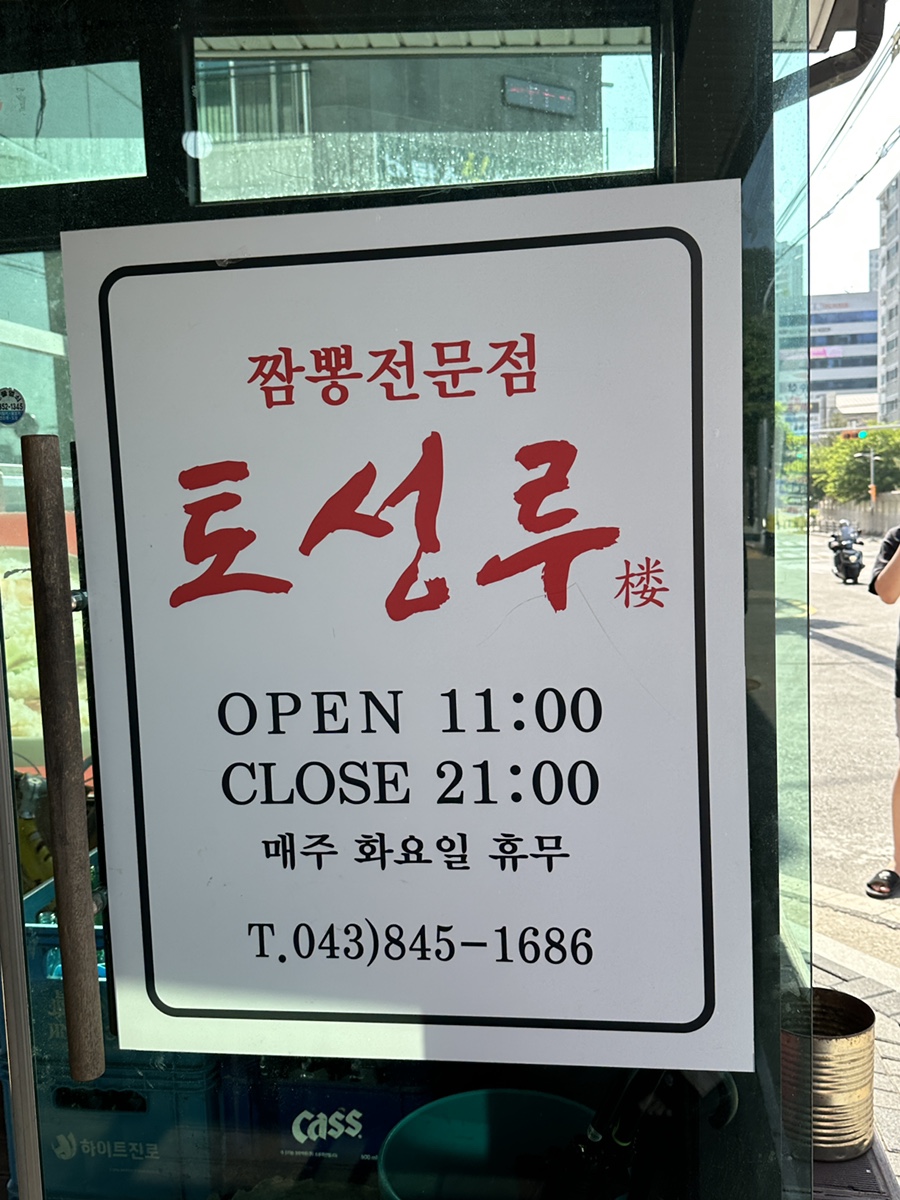 짬뽕전문점
토선루 楼
OPEN 11:00
CLOSE 21:00
매주 화요일 휴무
T.043)845-1686
Cass
하이트진로